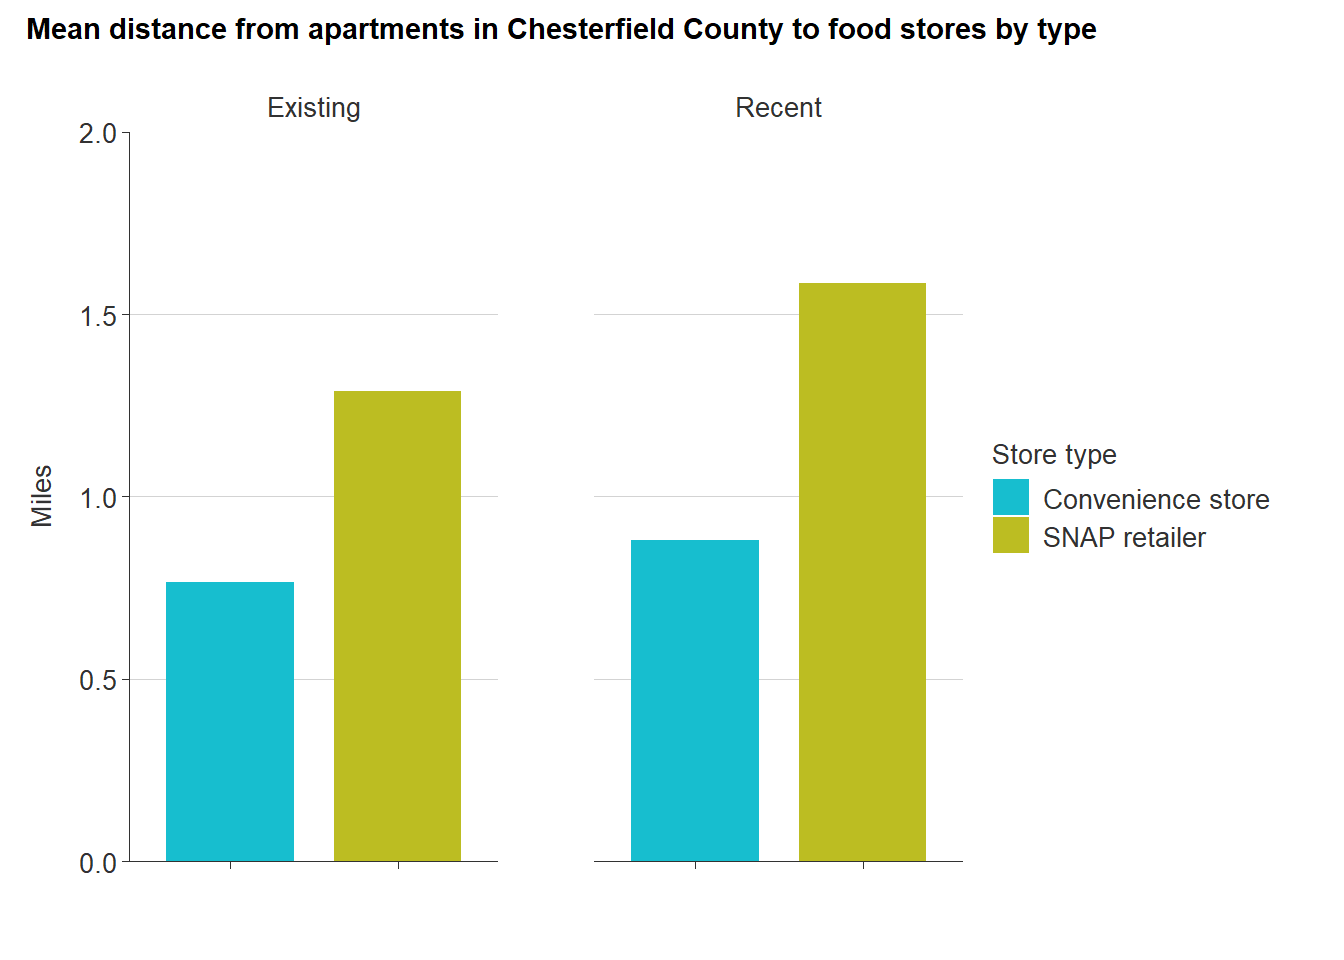 Mean distance from apartments in Chesterfield County to food stores by type
Existing
Recent
2.0
1.5
1.0
0.5
0.0
Miles
Store type
Convenience store
SNAP retailer